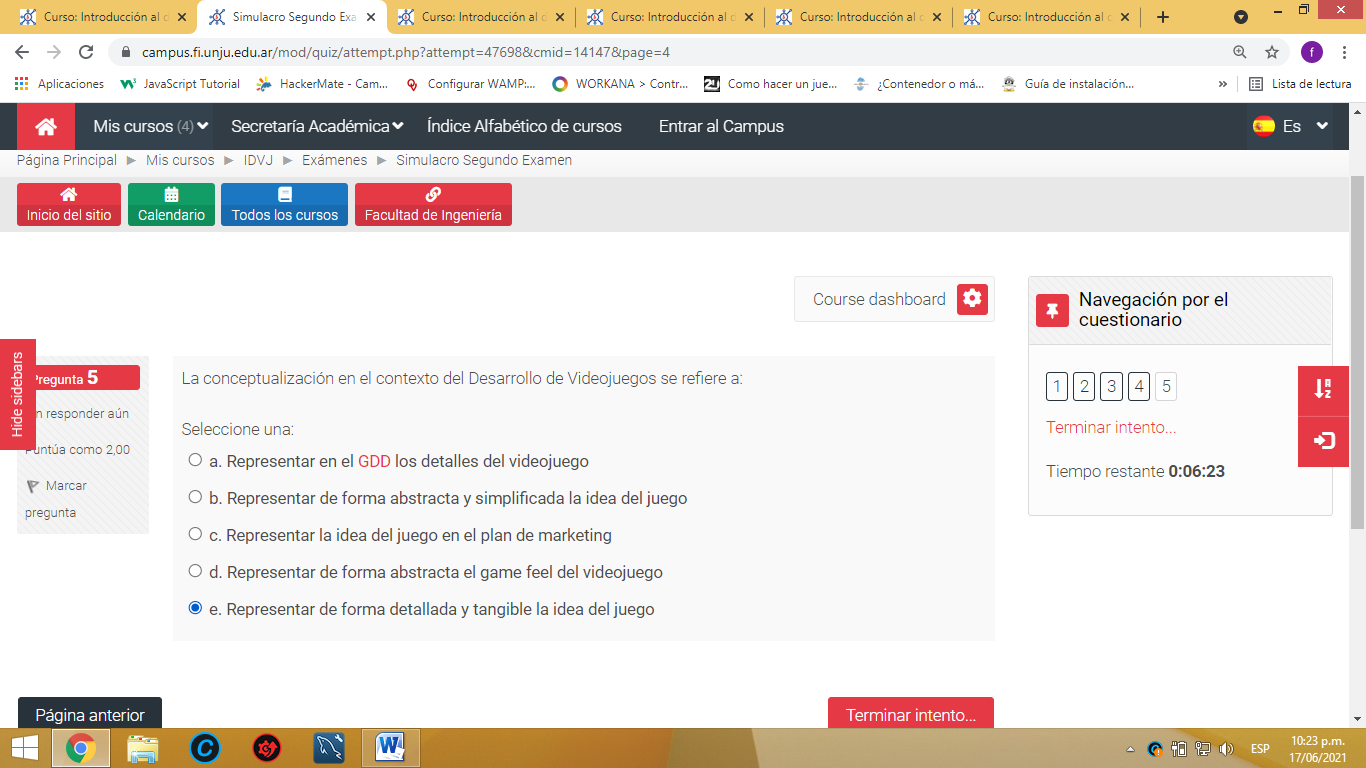 Curso: Introducción al d
Simulacro Segundo Exa
Curso: Introducción al d
Curso: Introducción al d
Curso: Introducción al c
Curso: Introducción al c
campus.fi.unju.edu.ar/mod/quiz/attempt.php?attempt=47698&cmid=14147&page=4
f
Aplicaciones
JavaScript Tutorial
HackerMate - Cam...
Configurar WAMP:...
WORKANA > Contr...
Como hacer un jue...
¿Contenedor o má...
Guía de instalación...
»
Lista de lectura
Mis cursos (4)
Secretaría Académica
Índice Alfabético de cursos
Entrar al Campus
Es
Página Principal ► Mis cursos ► IDVJ ► Exámenes ► Simulacro Segundo Examen
Inicio del sitio
Calendario
Todos los cursos
Facultad de Ingeniería
Course dashboard
Navegación por el
cuestionario
1 2 3 4 5
Terminar intento...
Tiempo restante 0:06:23
Hide sidebars
Pregunta 5
n responder aún
Puntúa como 2,00
Marcar
pregunta
La conceptualización en el contexto del Desarrollo de Videojuegos se refiere a:
Seleccione una:
a. Representar en el GDD los detalles del videojuego
b. Representar de forma abstracta y simplificada la idea del juego
c. Representar la idea del juego en el plan de marketing
d. Representar de forma abstracta el game feel del videojuego
e. Representar de forma detallada y tangible la idea del juego
Página anterior
Terminar intento...
ESP
10:23 p.m.
17/06/2021